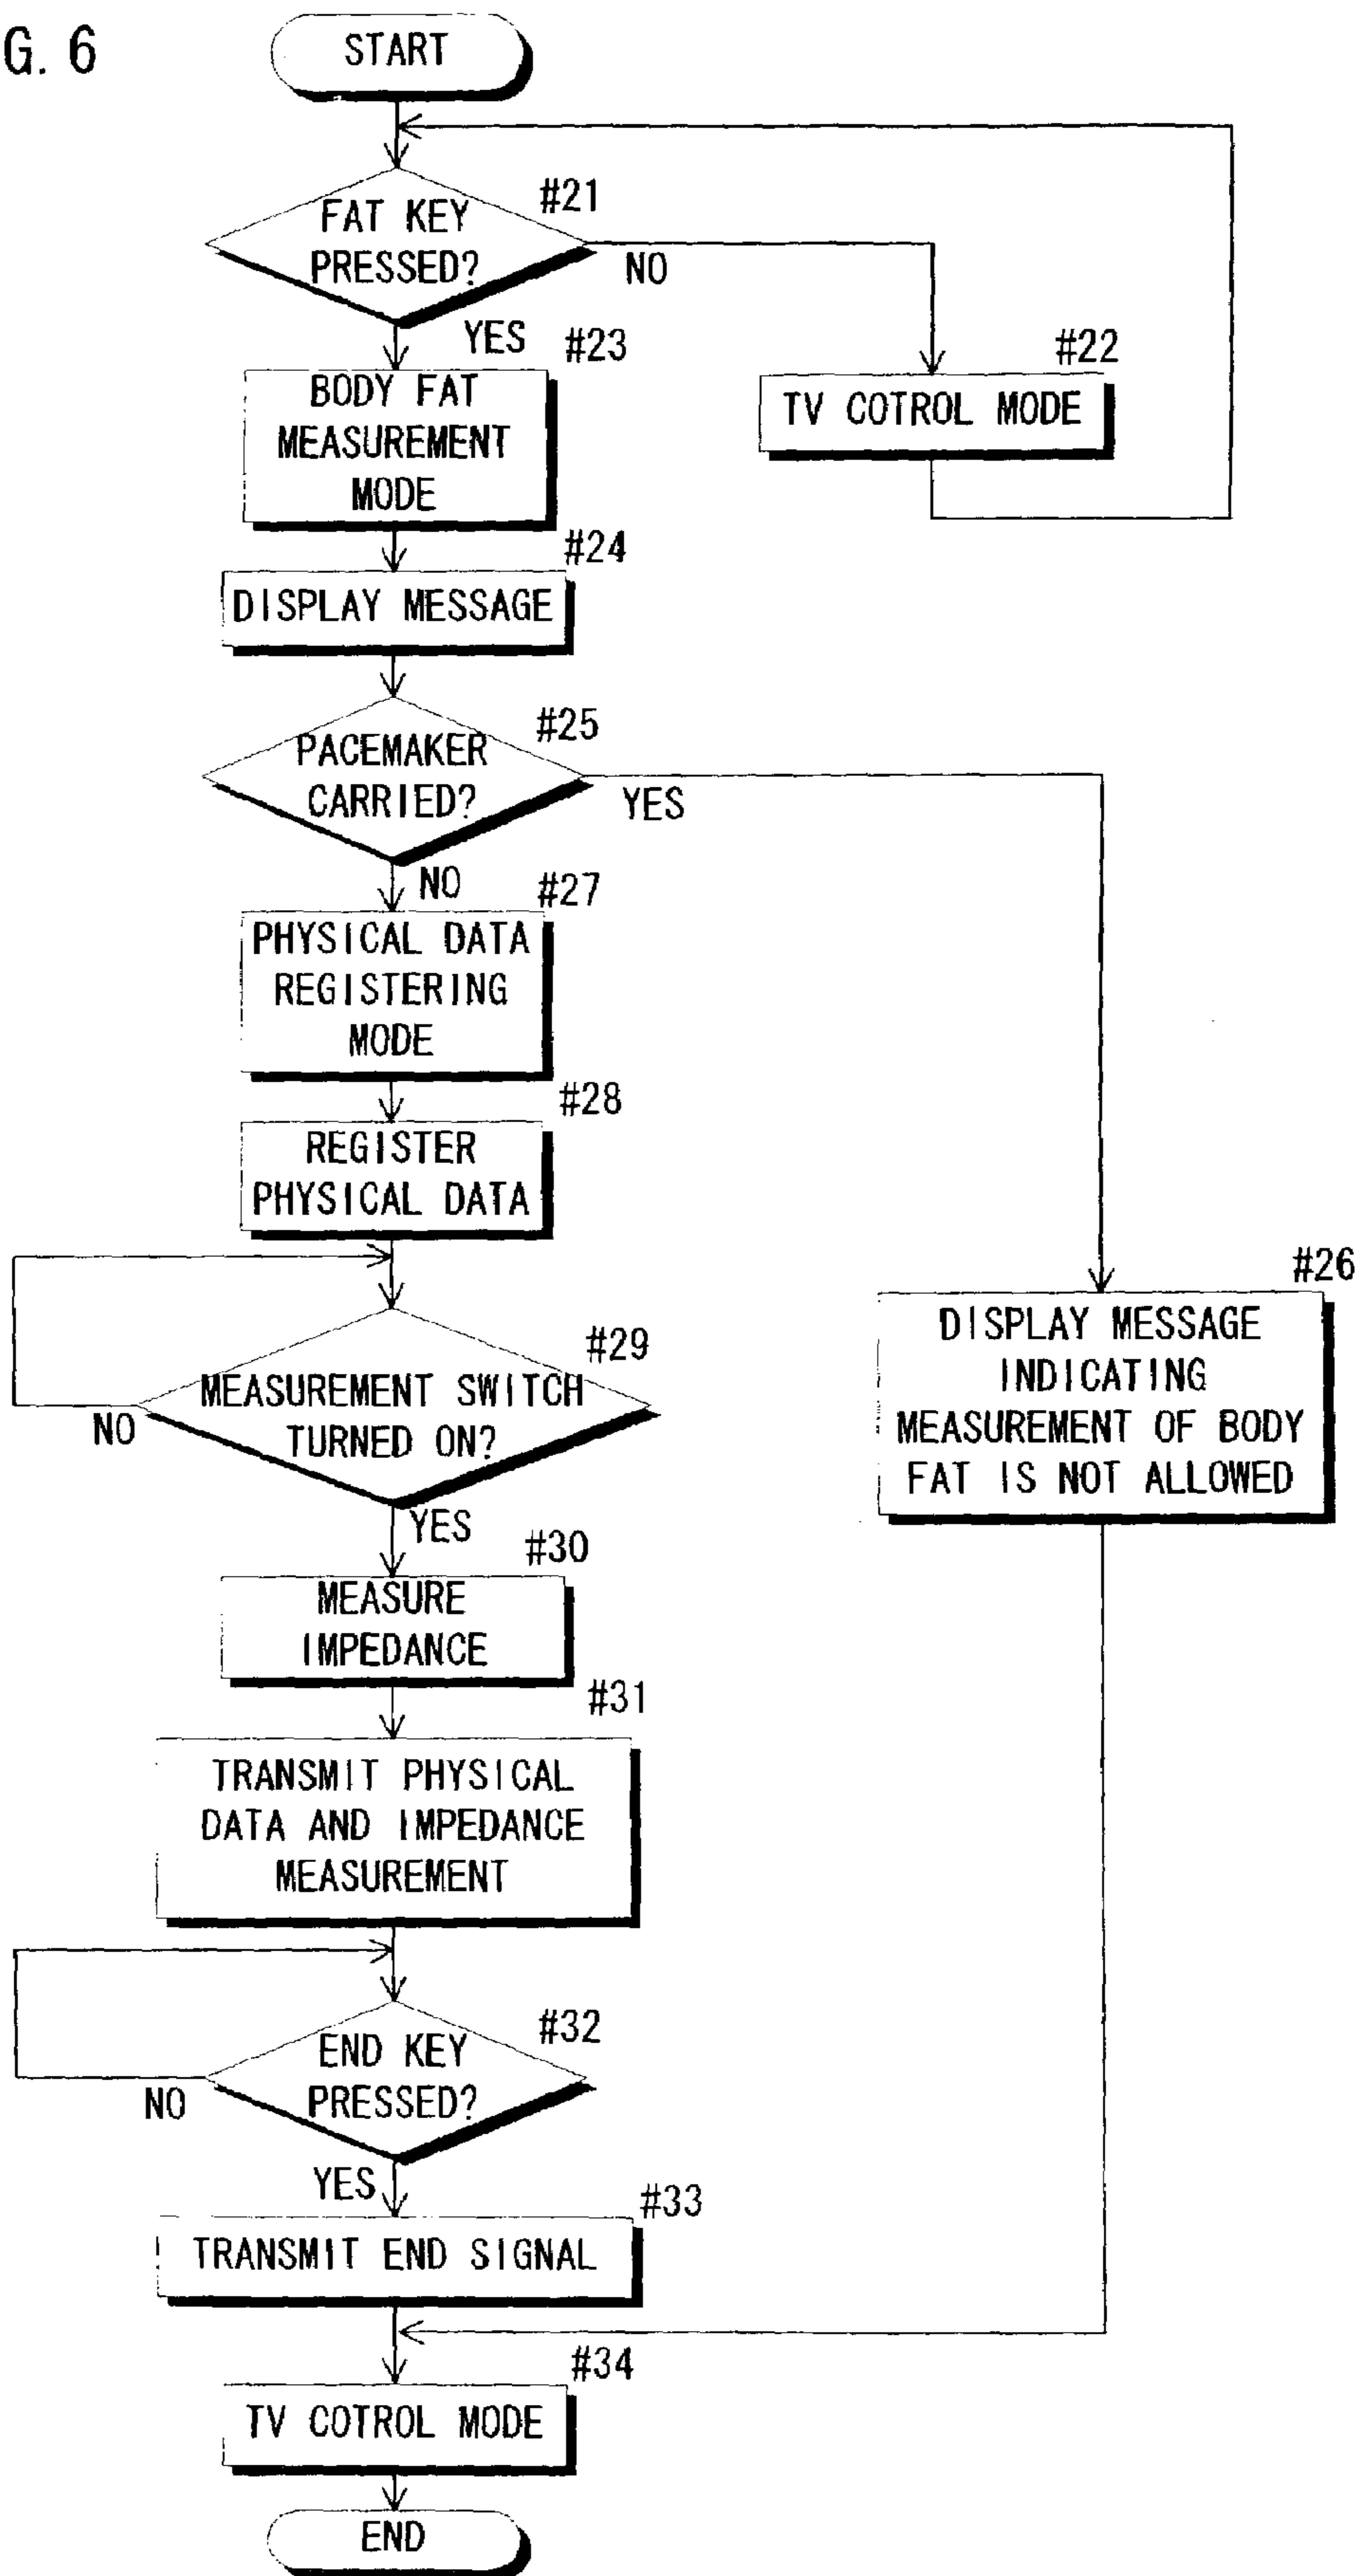 G. 6
START
FAT KEY
PRESSED?
#21
NO
YES
#22
TV COTROL MODE
#23
BODY FAT
MEASUREMENT
MODE
#24
DISPLAY MESSAGE
#25
PACEMAKER
CARRIED?
YES
NO
#27
PHYSICAL DATA
REGISTERING
MODE
#28
REGISTER
PHYSICAL DATA
#26
DISPLAY MESSAGE
INDICATING
MEASUREMENT OF BODY
FAT IS NOT ALLOWED
#29
MEASUREMENT SWITCH
TURNED ON?
NO
YES
#30
MEASURE
IMPEDANCE
#31
TRANSMIT PHYSICAL
DATA AND IMPEDANCE
MEASUREMENT
#32
END KEY
PRESSED?
NO
YES
#33
TRANSMIT END SIGNAL
#34
TV COTROL MODE
END